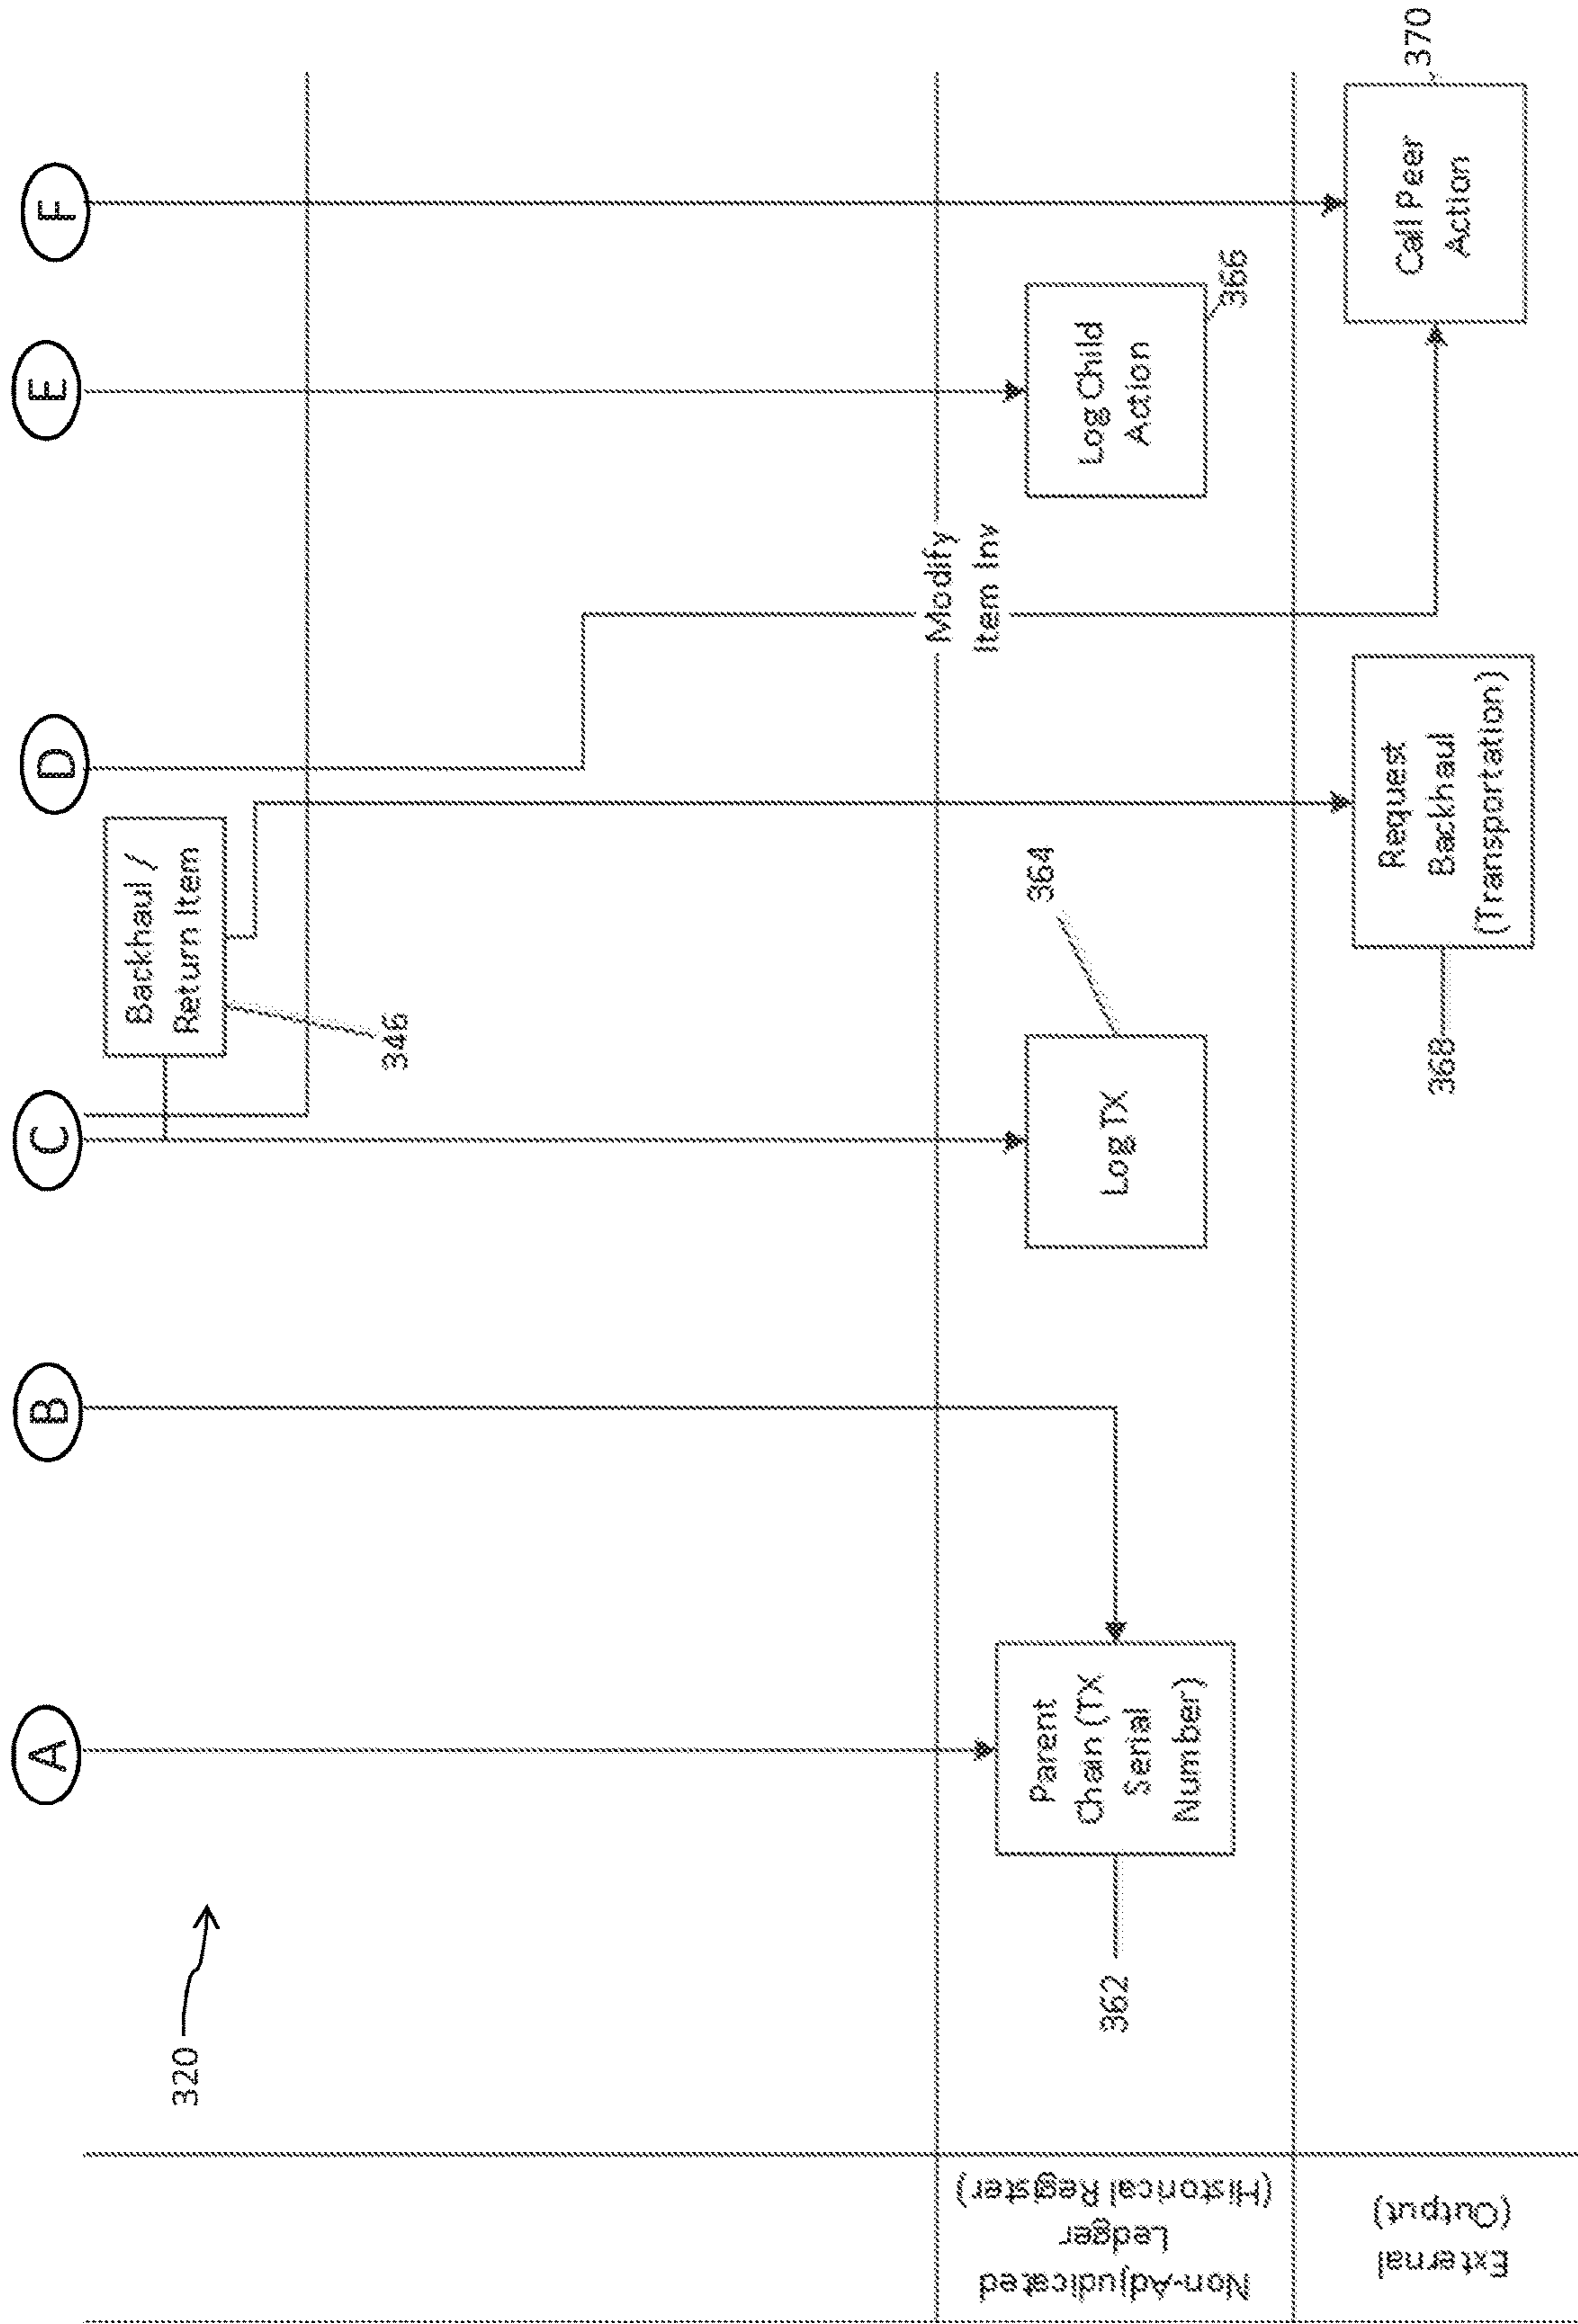 320
A
B
C
D
E
F
Backhaul /
Return Item
346
Modify
Item Inv
Non-Adjudicated
Ledger
(Historical Register)
362
Parent
Chain (TX
Serial
Number)
Log TX
364
Log Child
Action
366
External
(Output)
368
Request
Backhaul
(Transportation)
Call Peer
Action
370